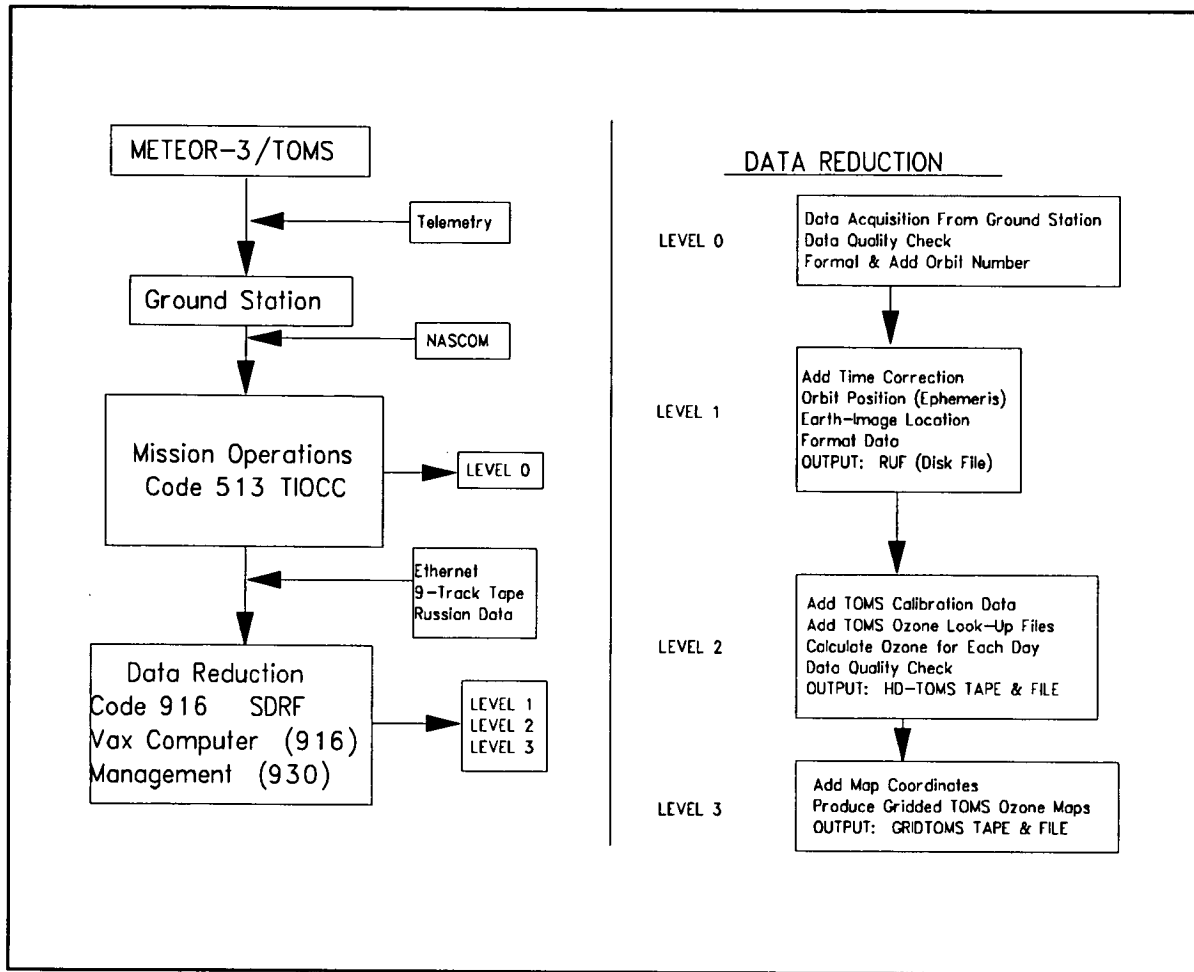 METEOR-3/TOMS
Telemetry
Ground Station
NASCOM
Mission Operations
Code 513 TIOCC
LEVEL 0
Ethernet
9-Track Tape
Russian Data
Data Reduction
Code 916 SDRF
Vax Computer (916)
Management (930)
LEVEL 1
LEVEL 2
LEVEL 3
DATA REDUCTION
LEVEL 0
Data Acquisition From Ground Station
Data Quality Check
Formal & Add Orbit Number
LEVEL 1
Add Time Correction
Orbit Position (Ephemeris)
Earth-Image Location
Format Data
OUTPUT: RUF (Disk File)
LEVEL 2
Add TOMS Calibration Data
Add TOMS Ozone Look-Up Files
Calculate Ozone for Each Day
Data Quality Check
OUTPUT: HD-TOMS TAPE & FILE
LEVEL 3
Add Map Coordinates
Produce Gridded TOMS Ozone Maps
OUTPUT: GRIDTOMS TAPE & FILE